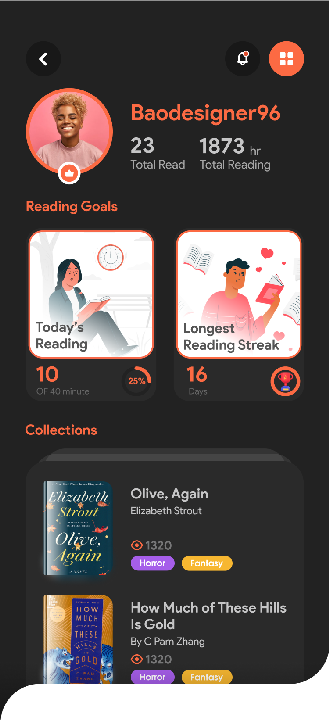 Baodesigner96
23 1873 hr
Total Read Total Reading
Reading Goals
Today's
Reading
Longest
Reading Streak
10
OF 40 minute
25%
16
Days
Collections
Elizabeth
Strout
Olive,
Again
Olive, Again
Elizabeth Strout
1320
Horror Fantasy
HOW
MUCH
OF
THESE
HILLS
IS
GOLD
How Much of These Hills
Is Gold
By C Pam Zhang
1320
Horror Fantasy